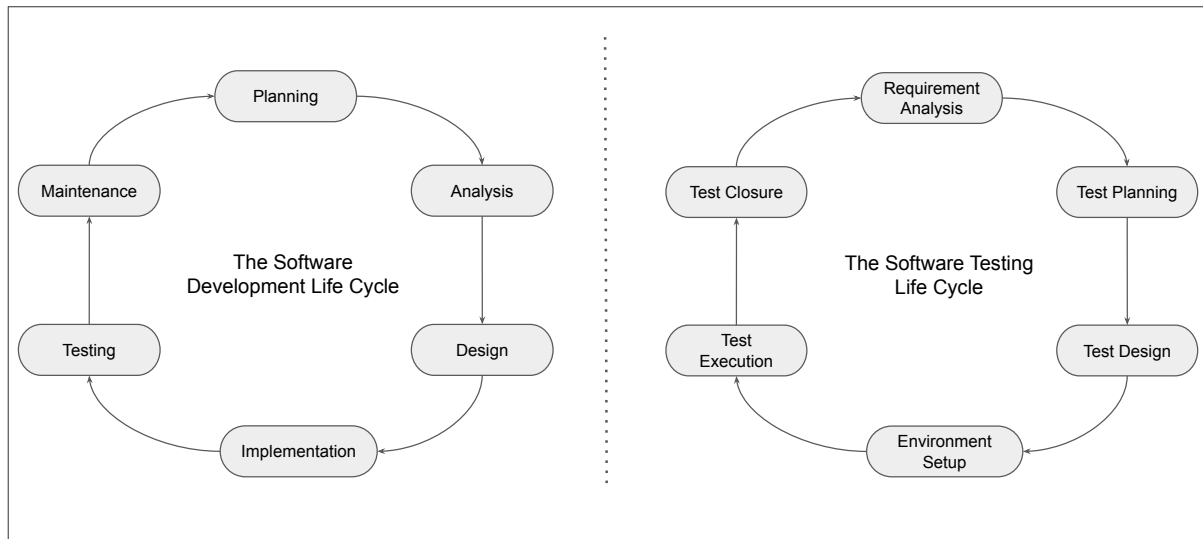 Planning
Analysis
Design
Implementation
Testing
Maintenance
The Software
Development Life Cycle
Requirement
Analysis
Test Planning
Test Design
Environment
Setup
Test
Execution
Test Closure
The Software Testing
Life Cycle